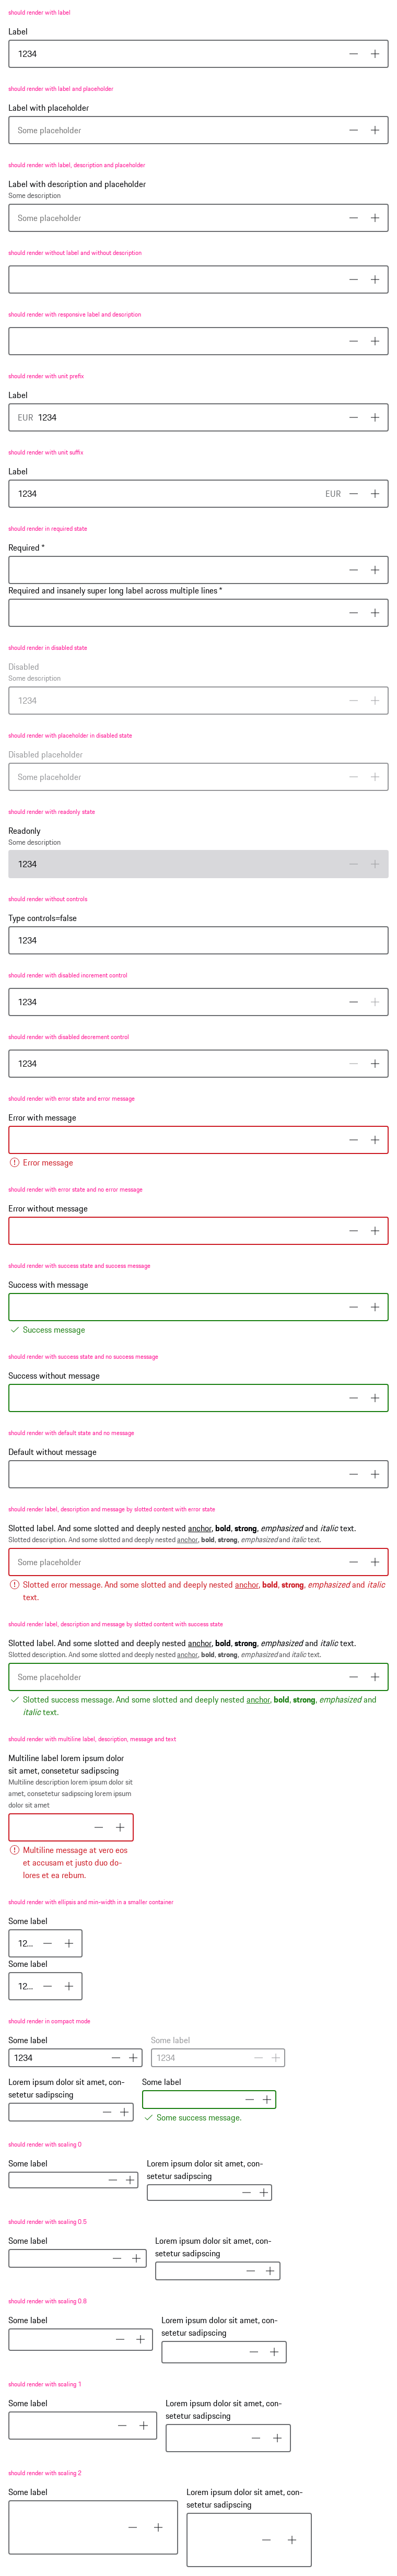 should render with label
Label
1234
should render with label and placeholder
Label with placeholder
Some placeholder
should render with label, description and placeholder
Label with description and placeholder
Some description
Some placeholder
should render without label and without description
should render with responsive label and description
should render with unit prefix
Label
EUR 1234
should render with unit suffix
Label
1234 EUR
should render in required state
Required *
Required and insanely super long label across multiple lines *
should render in disabled state
Disabled
Some description
1234
should render with placeholder in disabled state
Disabled placeholder
Some placeholder
should render with readonly state
Readonly
Some description
1234
should render without controls
Type controls=false
1234
should render with disabled increment control
1234
should render with disabled decrement control
1234
should render with error state and error message
Error with message
Error message
should render with error state and no error message
Error without message
should render with success state and success message
Success with message
Success message
should render with success state and no success message
Success without message
should render with default state and no message
Default without message
should render label, description and message by slotted content with error state
Slotted label. And some slotted and deeply nested anchor, bold, strong, emphasized and italic text.
Slotted description. And some slotted and deeply nested anchor, bold, strong, emphasized and italic text.
Some placeholder
Slotted error message. And some slotted and deeply nested anchor, bold, strong, emphasized and italic
text.
should render label, description and message by slotted content with success state
Slotted label. And some slotted and deeply nested anchor, bold, strong, emphasized and italic text.
Slotted description. And some slotted and deeply nested anchor, bold, strong, emphasized and italic text.
Some placeholder
Slotted success message. And some slotted and deeply nested anchor, bold, strong, emphasized and
italic text.
should render with multiline label, description, message and text
Multiline label lorem ipsum dolor
sit amet, consetetur sadipscing
Multiline description lorem ipsum dolor sit
amet, consetetur sadipscing lorem ipsum
dolor sit amet
Multiline message at vero eos
et accusam et justo duo do-
lores et ea rebum.
should render with ellipsis and min-width in a smaller container
Some label
12...
Some label
12...
should render in compact mode
Some label Some label
1234 1234
Lorem ipsum dolor sit amet, con-
setetur sadipscing
Some label
Some success message.
should render with scaling 0
Some label
Lorem ipsum dolor sit amet, con-
setetur sadipscing
should render with scaling 0.5
Some label
Lorem ipsum dolor sit amet, con-
setetur sadipscing
should render with scaling 0.8
Some label
Lorem ipsum dolor sit amet, con-
setetur sadipscing
should render with scaling 1
Some label
Lorem ipsum dolor sit amet, con-
setetur sadipscing
should render with scaling 2
Some label
Lorem ipsum dolor sit amet, con-
setetur sadipscing